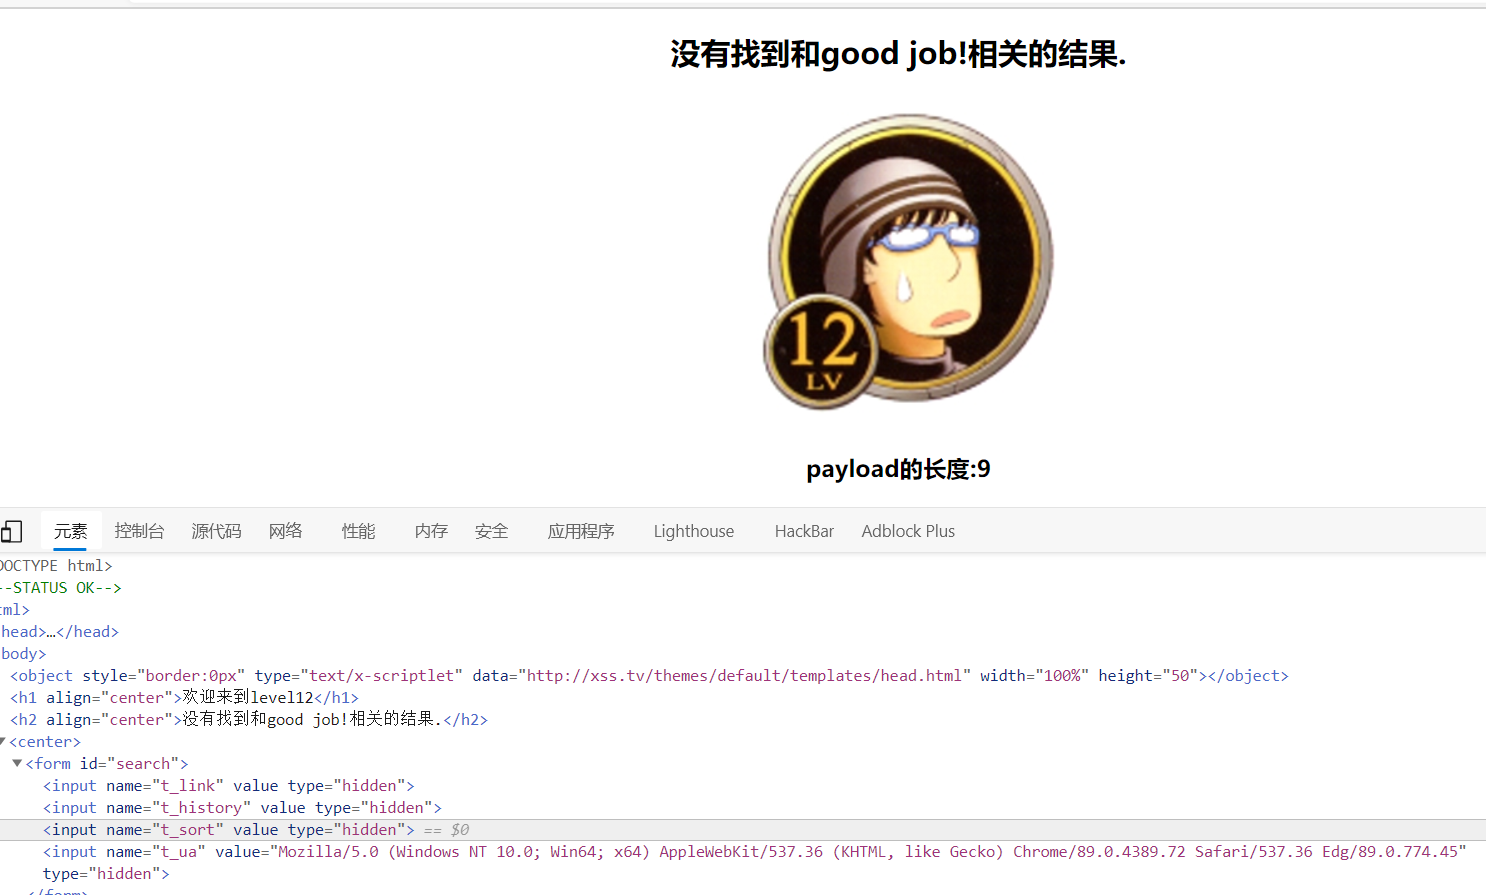 没有找到和good job!相关的结果.
12
LV
payload的长度:9
元素 控制台 源代码 网络 性能 内存 安全 应用程序 Lighthouse HackBar Adblock Plus
DOCTYPE html>
--STATUS OK-->
tml>
head>…</head>
body>
<object style="border:0px" type="text/x-scriptlet" data="http://xss.tv/themes/default/templates/head.html" width="100%" height="50"></object>
<h1 align="center">欢迎来到level12</h1>
<h2 align="center">没有找到和good job!相关的结果.</h2>
▼<center>
▼<form id="search">
<input name="t_link" value type="hidden">
<input name="t_history" value type="hidden">
<input name="t_sort" value type="hidden"> == $0
<input name="t_ua" value="Mozilla/5.0 (Windows NT 10.0; Win64; x64) AppleWebKit/537.36 (KHTML, like Gecko) Chrome/89.0.4389.72 Safari/537.36 Edg/89.0.774.45"
type="hidden">
</form>